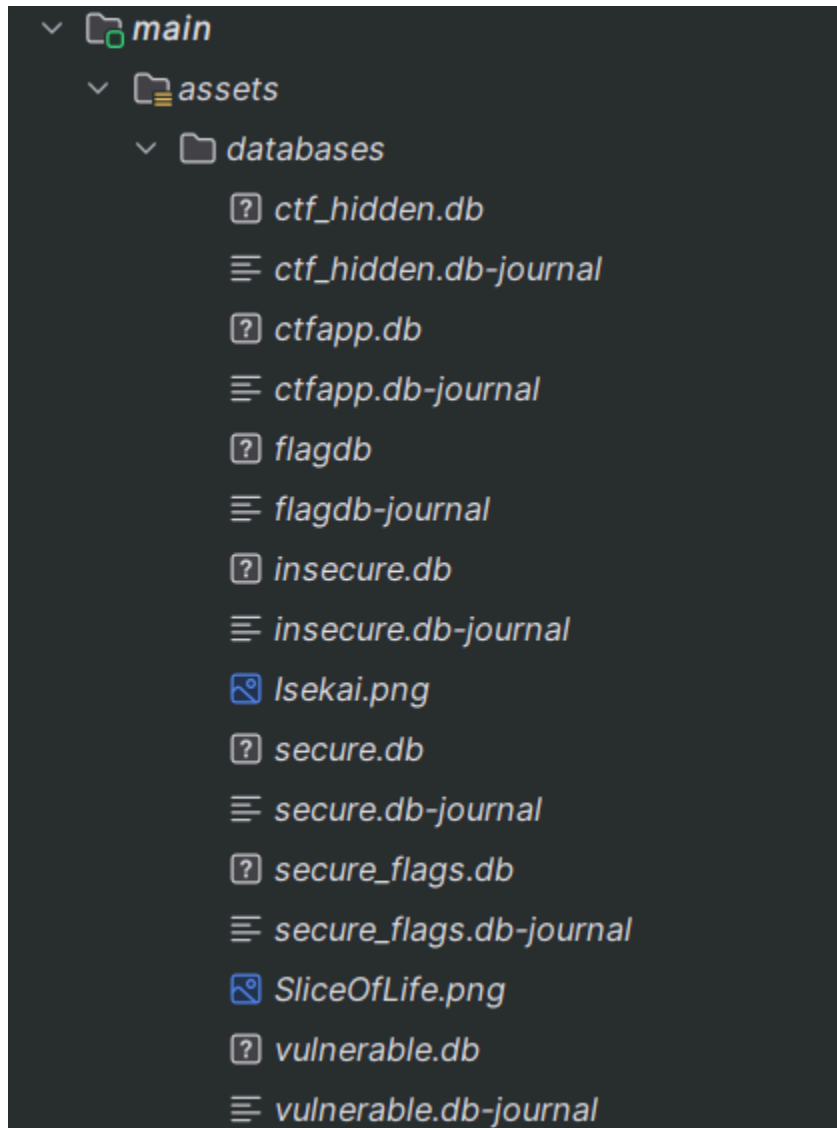 main
assets
databases
ctf_hidden.db
ctf_hidden.db-journal
ctfapp.db
ctfapp.db-journal
flagdb
flagdb-journal
insecure.db
insecure.db-journal
Isekai.png
secure.db
secure.db-journal
secure_flags.db
secure_flags.db-journal
SliceOfLife.png
vulnerable.db
vulnerable.db-journal